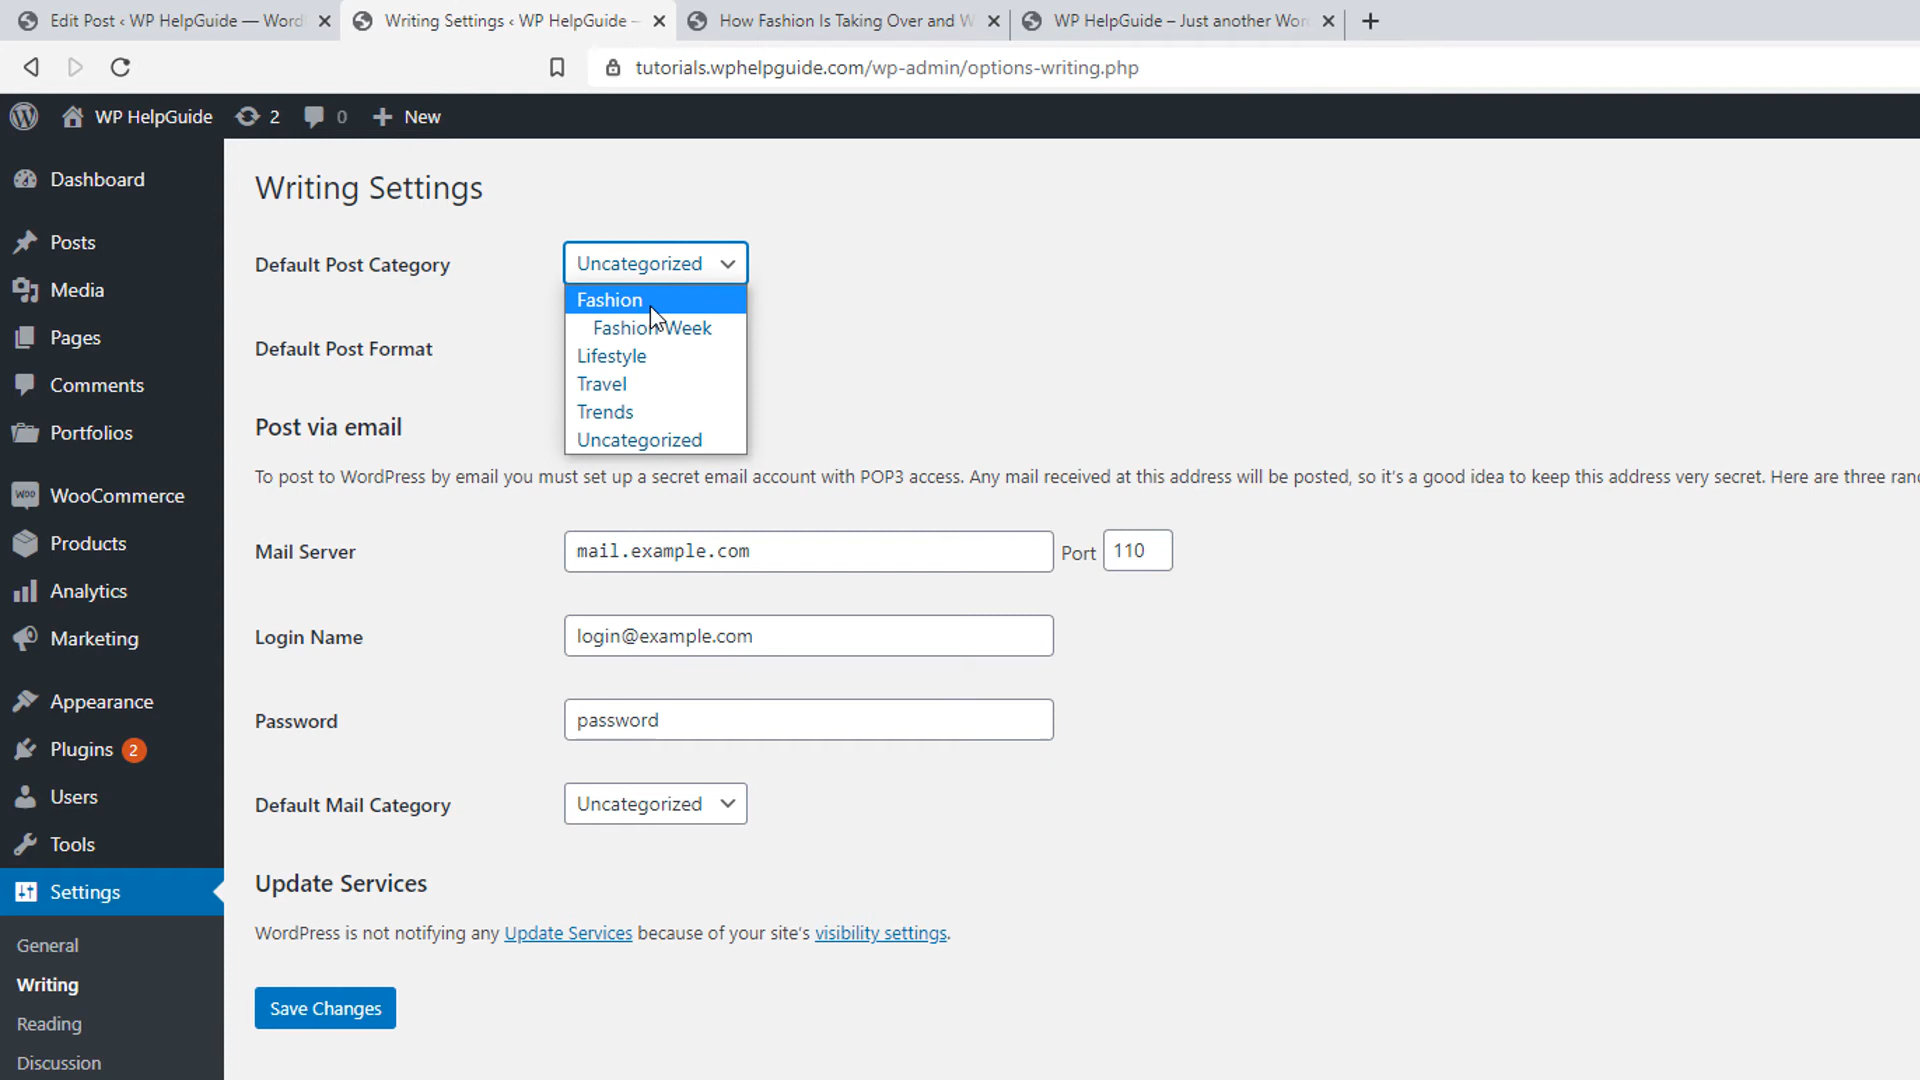 Edit Post ‹ WP HelpGuide — Word
Writing Settings ‹ WP HelpGuide –
How Fashion Is Taking Over and W
WP HelpGuide – Just another Wor
tutorials.wphelpguide.com/wp-admin/options-writing.php
WP HelpGuide 2 0 New
Dashboard
Posts
Media
Pages
Comments
Portfolios
WooCommerce
Products
Analytics
Marketing
Appearance
Plugins 2
Users
Tools
Settings
General
Writing
Reading
Discussion
Writing Settings
Default Post Category
Uncategorized
Fashion
Fashion Week
Lifestyle
Travel
Trends
Uncategorized
Default Post Format
Post via email
To post to WordPress by email you must set up a secret email account with POP3 access. Any mail received at this address will be posted, so it's a good idea to keep this address very secret. Here are three ran
Mail Server mail.example.com Port 110
Login Name login@example.com
Password password
Default Mail Category Uncategorized
Update Services
WordPress is not notifying any Update Services because of your site's visibility settings.
Save Changes